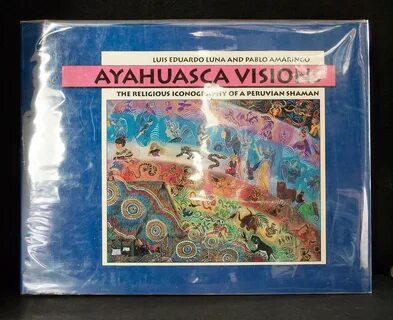 LUIS EDUARDO LUNA AND PABLO AMARINGO
AYAHUASCA VISIONS
THE RELIGIOUS ICONOGRAPHY OF A PERUVIAN SHAMAN